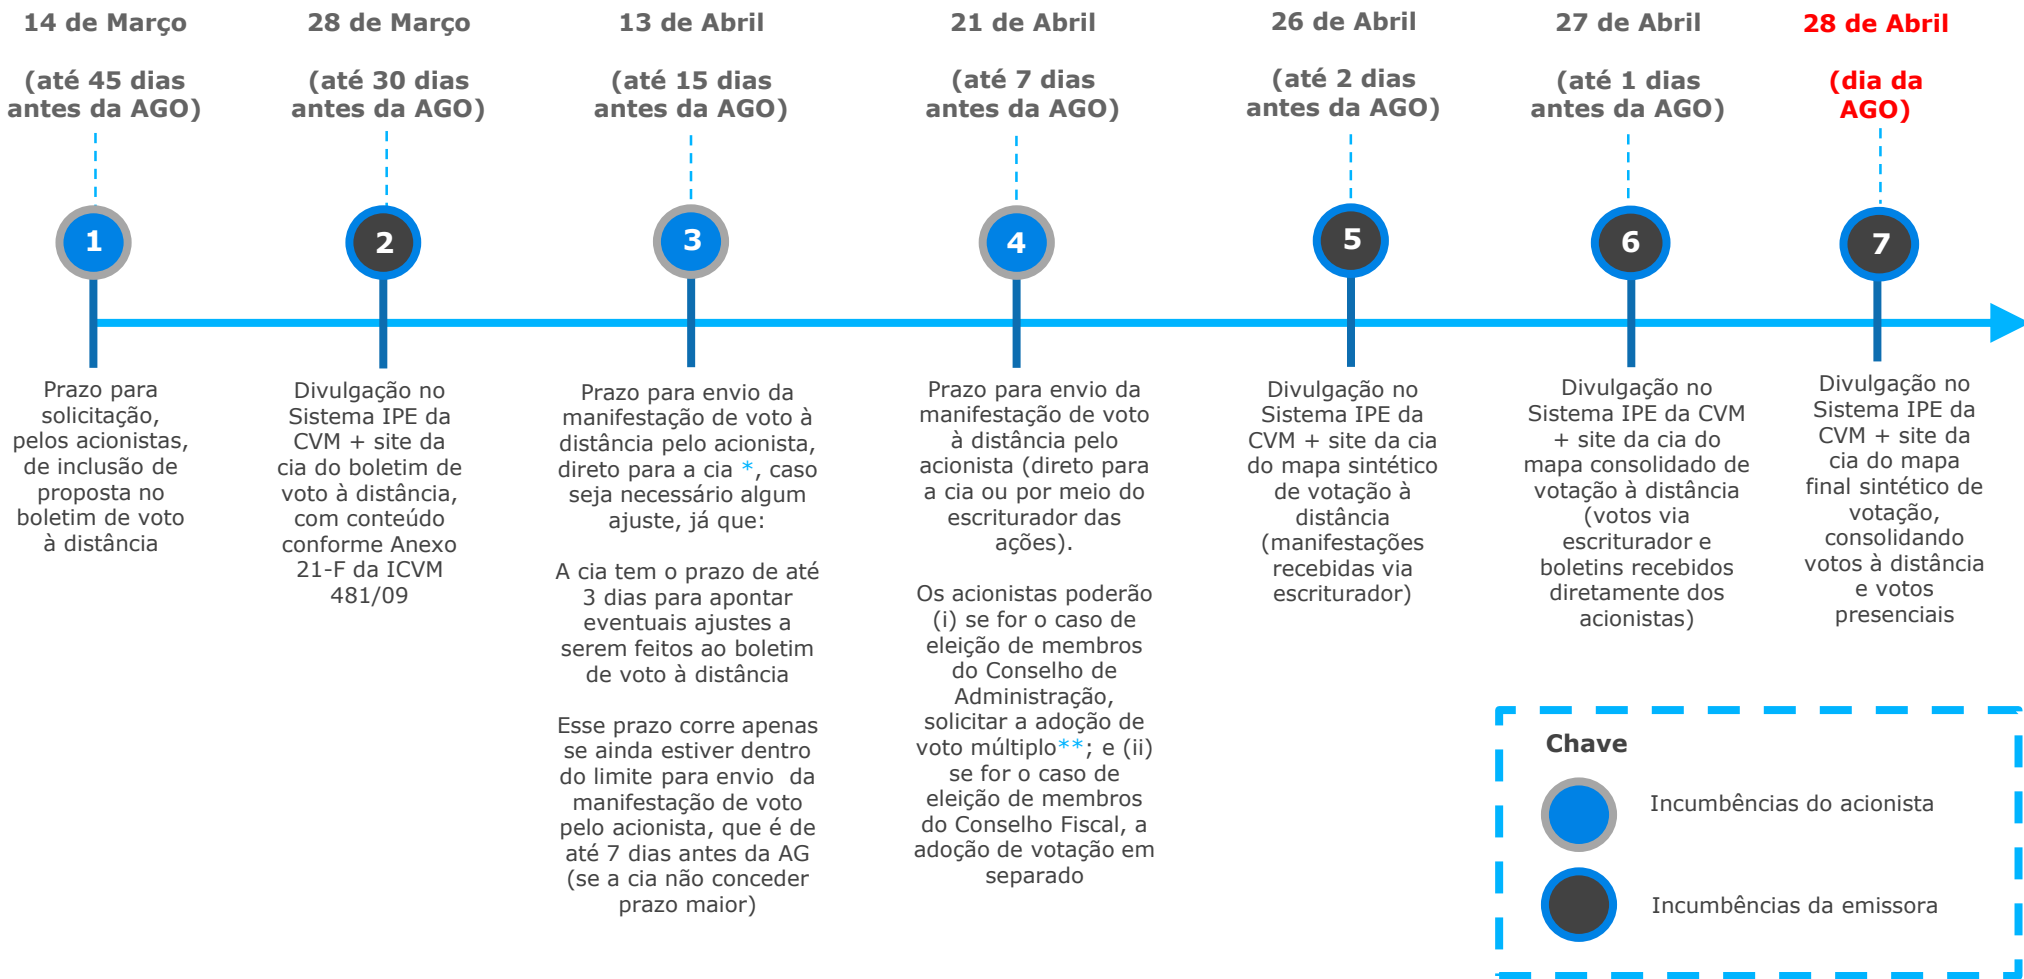 14 de Março
(até 45 dias
antes da AGO)
28 de Março
(até 30 dias
antes da AGO)
13 de Abril
(até 15 dias
antes da AGO)
21 de Abril
(até 7 dias
antes da AGO)
26 de Abril
(até 2 dias
antes da AGO)
27 de Abril
(até 1 dias
antes da AGO)
28 de Abril
(dia da
AGO)
1
2
3
4
5
6
7
Prazo para
solicitação,
pelos acionistas,
de inclusão de
proposta no
boletim de voto
à distância
Divulgação no
Sistema IPE da
CVM + site da
cia do boletim de
voto à distância,
com conteúdo
conforme Anexo
21-F da ICVM
481/09
Prazo para envio da
manifestação de voto à
distância pelo acionista,
direto para a cia *, caso
seja necessário algum
ajuste, já que:
A cia tem o prazo de até
3 dias para apontar
eventuais ajustes a
serem feitos ao boletim
de voto à distância
Esse prazo corre apenas
se ainda estiver dentro
do limite para envio da
manifestação de voto
pelo acionista, que é de
até 7 dias antes da AG
(se a cia não conceder
prazo maior)
Prazo para envio da
manifestação de voto
à distância pelo
acionista (direto para
a cia ou por meio do
escriturador das
ações).
Os acionistas poderão
(i) se for o caso de
eleição de membros
do Conselho de
Administração,
solicitar a adoção de
voto múltiplo**; e (ii)
se for o caso de
eleição de membros
do Conselho Fiscal, a
adoção de votação em
separado
Divulgação no
Sistema IPE da
CVM + site da cia
do mapa sintético
de votação à
distância
(manifestações
recebidas via
escriturador)
Divulgação no
Sistema IPE da CVM
+ site da cia do
mapa consolidado de
votação à distância
(votos via
escriturador e
boletins recebidos
diretamente dos
acionistas)
Divulgação no
Sistema IPE da
CVM + site da
cia do mapa
final sintético de
votação,
consolidando
votos à distância
e votos
presenciais
Chave
Incumbências do acionista
Incumbências da emissora